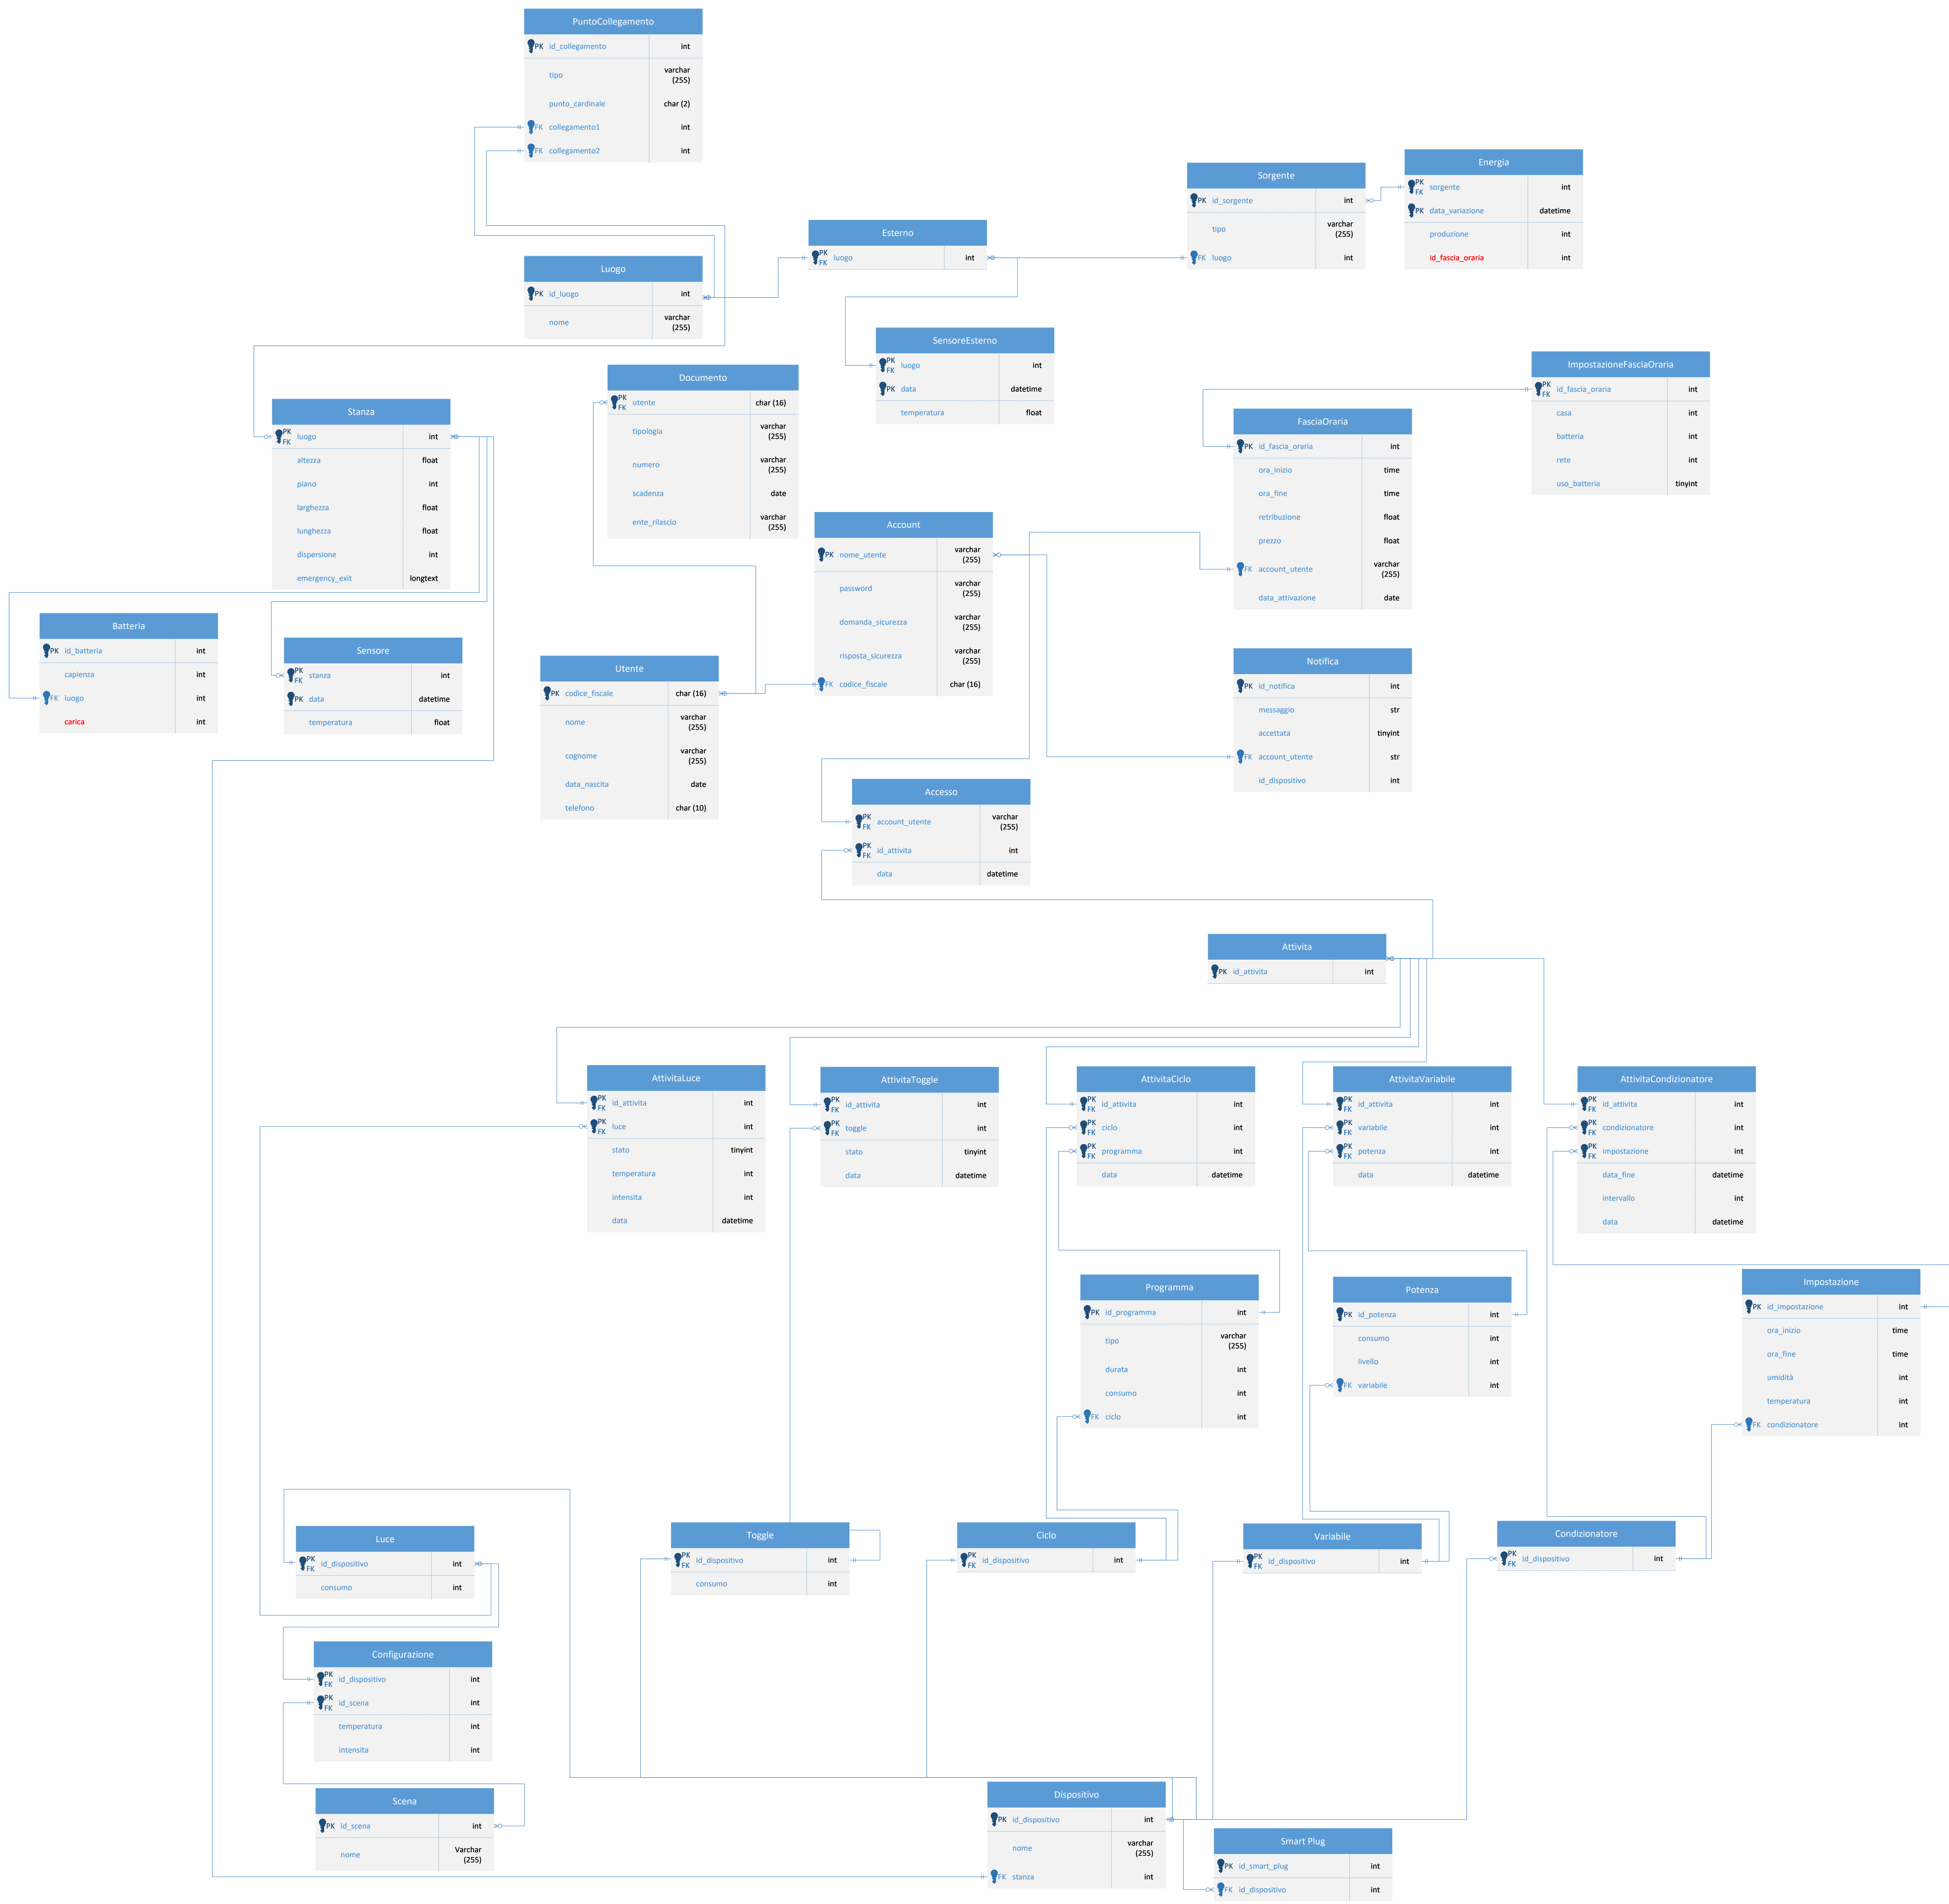 PuntoCollegamento
PK id_collegamento int
tipo varchar (255)
punto_cardinale char (2)
FK collegamento1 int
FK collegamento2 int
Energia
PK FK sorgente int
PK data_variazione datetime
produzione int
id_fascia_oraria int
Sorgente
PK id_sorgente int
tipo varchar (255)
FK luogo int
Esterno
PK FK luogo int
Luogo
PK id_luogo int
nome varchar (255)
SensoreEsterno
PK FK luogo int
PK data datetime
temperatura float
ImpostazioneFasciaOraria
PK FK id_fascia_oraria int
casa int
batteria int
rete int
uso_batteria tinyint
Documento
PK FK utente char (16)
tipologia varchar (255)
numero varchar (255)
scadenza date
ente_rilascio varchar (255)
Stanza
PK FK luogo int
altezza float
piano int
larghezza float
lunghezza float
dispersione int
emergency_exit longtext
FasciaOraria
PK id_fascia_oraria int
ora_inizio time
ora_fine time
retribuzione float
prezzo float
FK account_utente varchar (255)
data_attivazione date
Account
PK nome_utente varchar (255)
password varchar (255)
domanda_sicurezza varchar (255)
risposta_sicurezza varchar (255)
FK codice_fiscale char (16)
Batteria
PK id_batteria int
capienza int
FK luogo int
carica int
Sensore
PK FK stanza int
PK data datetime
temperatura float
Utente
PK codice_fiscale char (16)
nome varchar (255)
cognome varchar (255)
data_nascita date
telefono char (10)
Notifica
PK id_notifica int
messaggio str
accettata tinyint
FK account_utente str
id_dispositivo int
Accesso
PK FK account_utente varchar (255)
PK FK id_attivita int
data datetime
Attivita
PK id_attivita int
AttivitaLuce
PK FK id_attivita int
PK FK luce int
stato tinyint
temperatura int
intensita int
data datetime
AttivitaToggle
PK FK id_attivita int
PK FK toggle int
stato tinyint
data datetime
AttivitaCiclo
PK FK id_attivita int
PK FK ciclo int
PK FK programma int
data datetime
AttivitaVariabile
PK FK id_attivita int
PK FK variabile int
PK FK potenza int
data datetime
AttivitaCondizionatore
PK FK id_attivita int
PK FK condizionatore int
PK FK impostazione int
data_fine datetime
intervallo int
data datetime
Programma
PK id_programma int
tipo varchar (255)
durata int
consumo int
FK ciclo int
Potenza
PK id_potenza int
consumo int
livello int
FK variabile int
Impostazione
PK id_impostazione int
ora_inizio time
ora_fine time
umidità int
temperatura int
FK condizionatore int
Luce
PK FK id_dispositivo int
consumo int
Toggle
PK FK id_dispositivo int
consumo int
Ciclo
PK FK id_dispositivo int
Variabile
PK FK id_dispositivo int
Condizionatore
PK FK id_dispositivo int
Configurazione
PK FK id_dispositivo int
PK FK id_scena int
temperatura int
intensita int
Scena
PK id_scena int
nome Varchar (255)
Dispositivo
PK id_dispositivo int
nome varchar (255)
FK stanza int
Smart Plug
PK id_smart_plug int
FK id_dispositivo int